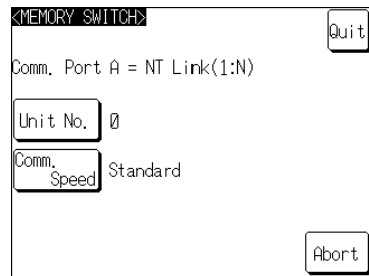 <MEMORY SWITCH>
Quit
Comm. Port A = NT Link(1:N)
Unit No. 0
Comm.
Speed Standard
Abort